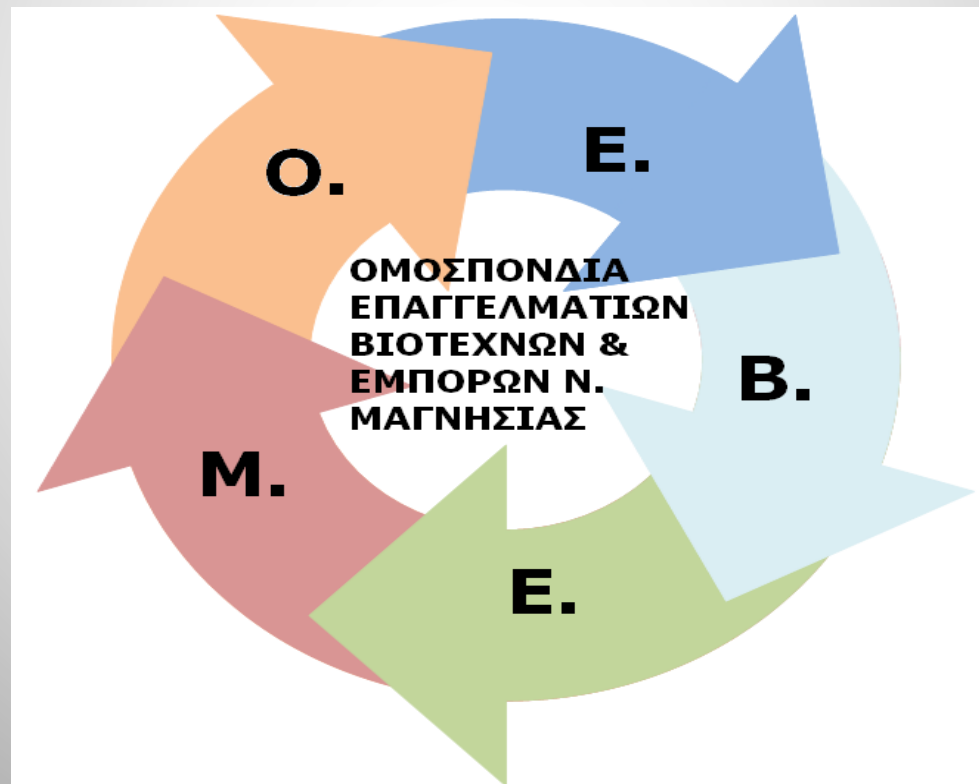 Ο.
Ε.
Β.
Ε.
Μ.
ΟΜΟΣΠΟΝΔΙΑ
ΕΠΑΓΓΕΛΜΑΤΙΩΝ
ΒΙΟΤΕΧΝΩΝ &
ΕΜΠΟΡΩΝ Ν.
ΜΑΓΝΗΣΙΑΣ